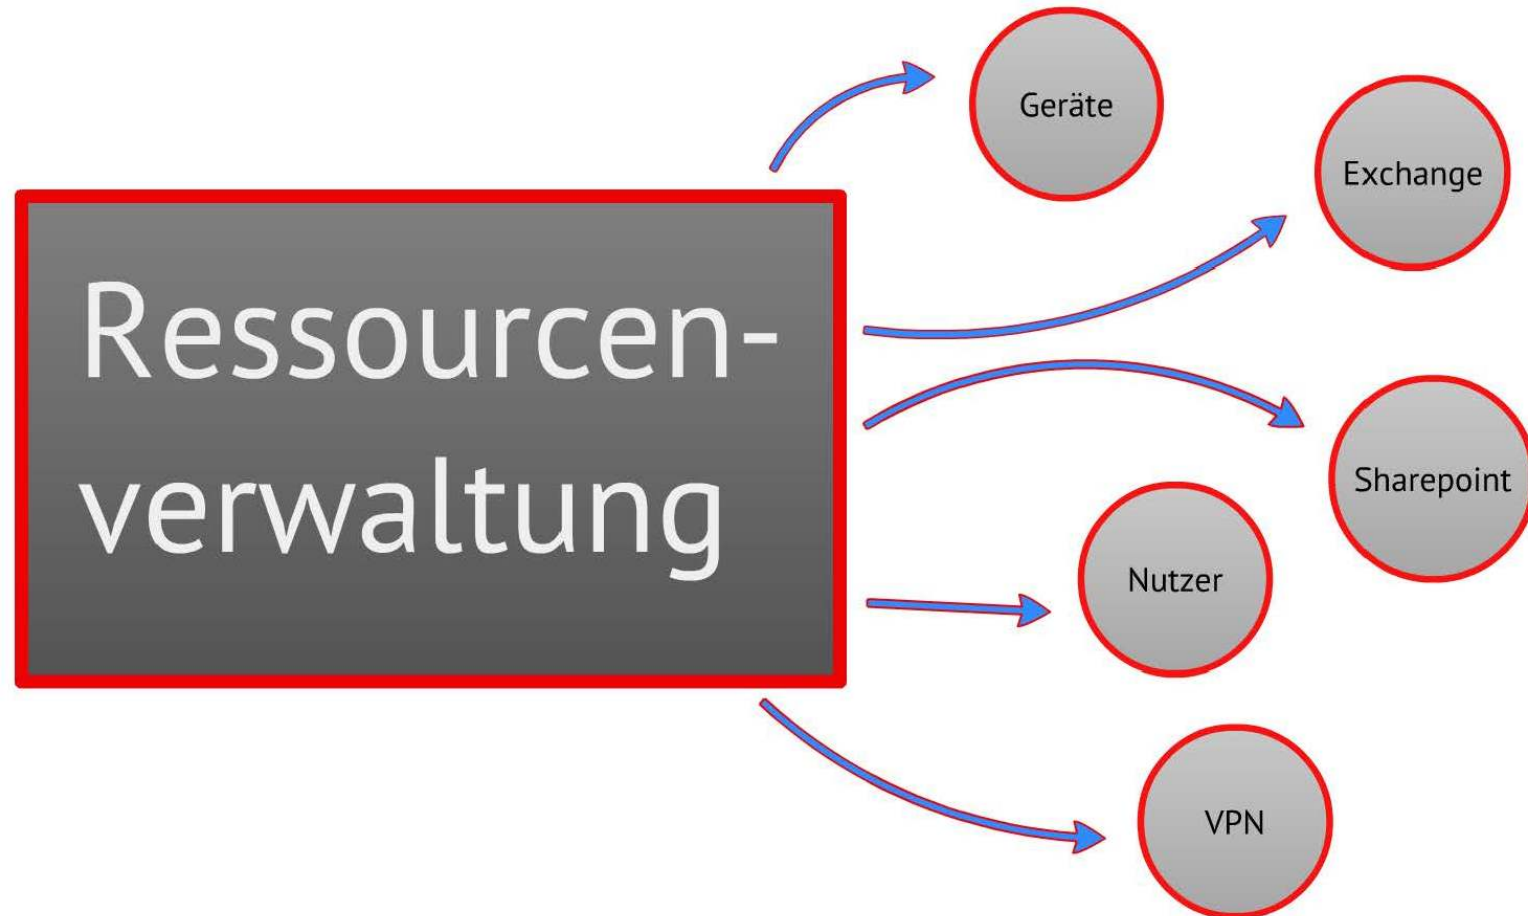 Ressourcen-
verwaltung
Geräte
Exchange
Sharepoint
Nutzer
VPN